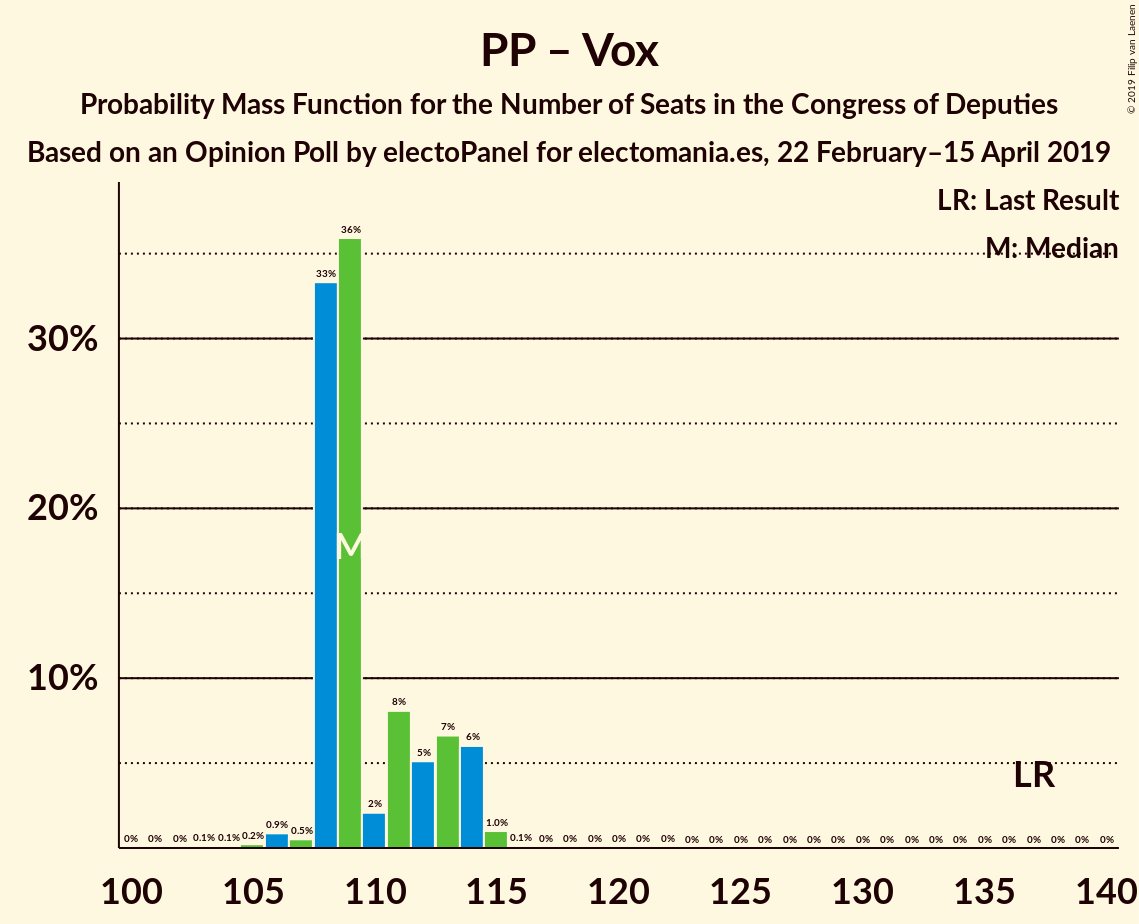 PP – Vox
Probability Mass Function for the Number of Seats in the Congress of Deputies
Based on an Opinion Poll by electoPanel for electomania.es, 22 February–15 April 2019
© 2019 Filip van Laenen
LR: Last Result
M: Median
30%
20%
10%
0% 0% 0% 0.1% 0.1% 0.2% 0.9% 0.5% 33% 36% 2% 8% 5% 7% 6% 1.0% 0.1% 0% 0% 0% 0% 0% 0% 0% 0% 0% 0% 0% 0% 0% 0% 0% 0% 0% 0% 0% 0% 0% 0% 0% 0%
M
LR
100 105 110 115 120 125 130 135 140